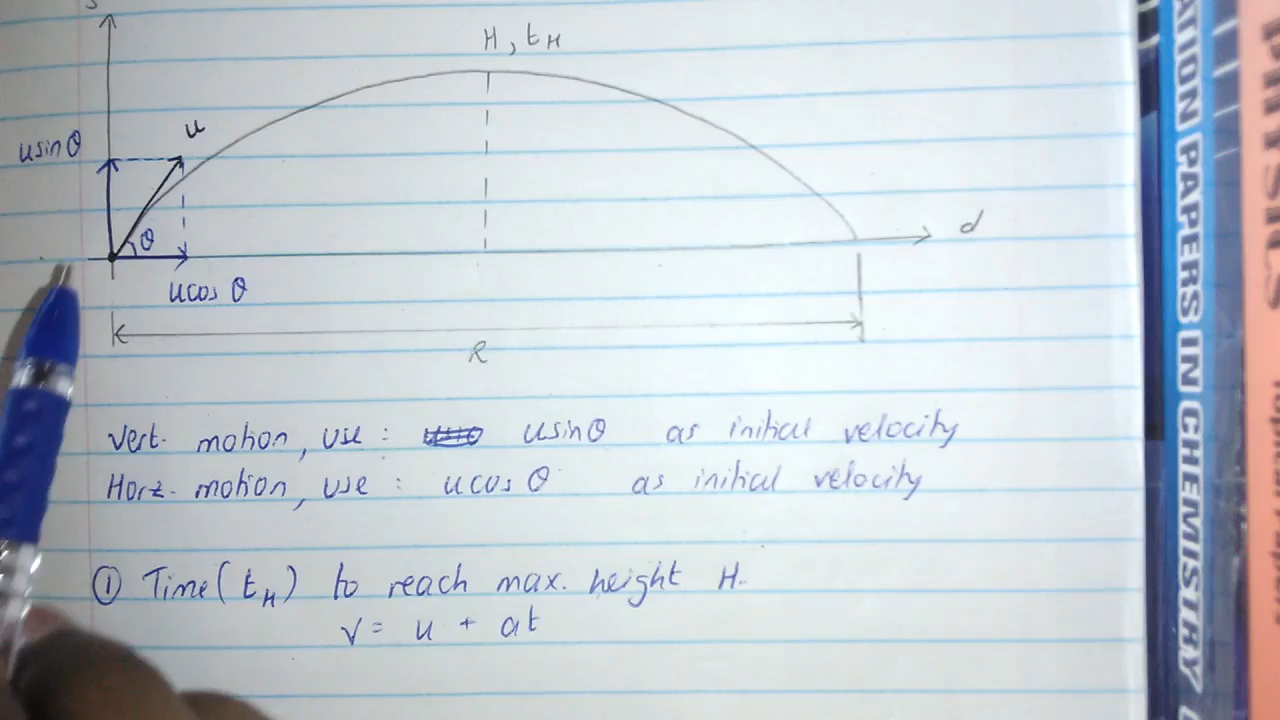 s
H, tH
u
usinθ
θ
d
ucos θ
R
Vert. motion, use : usinθ as initial velocity
Horz. motion, use : ucos θ as initial velocity
① Time(tH) to reach max. height H.
v = u + at
ATION PAPERS IN CHEMISTRY
PHYSICS